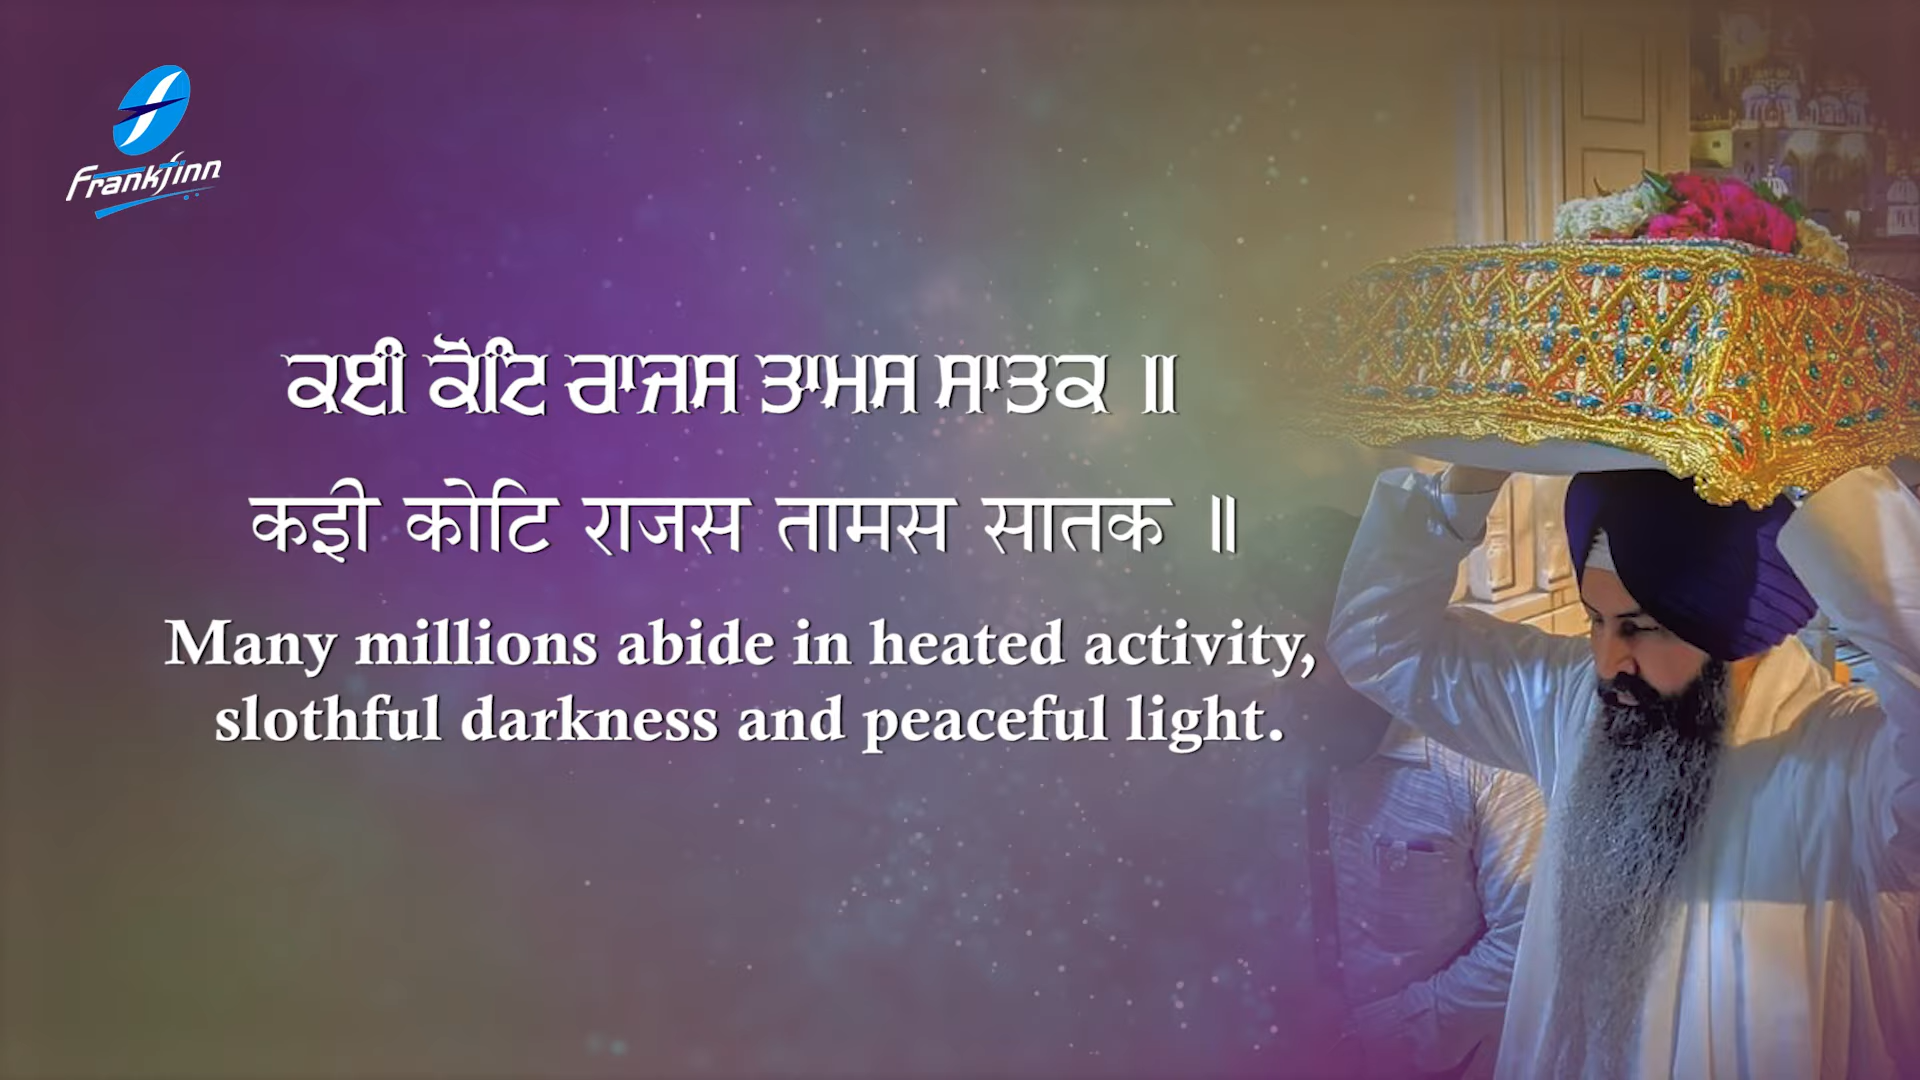 Frankfinn
ਕਈ ਕੋਟਿ ਰਾਜਸ ਤਾਮਸ ਸਾਤਕ ॥
कई कोटि राजस तामस सातक ॥
Many millions abide in heated activity,
slothful darkness and peaceful light.